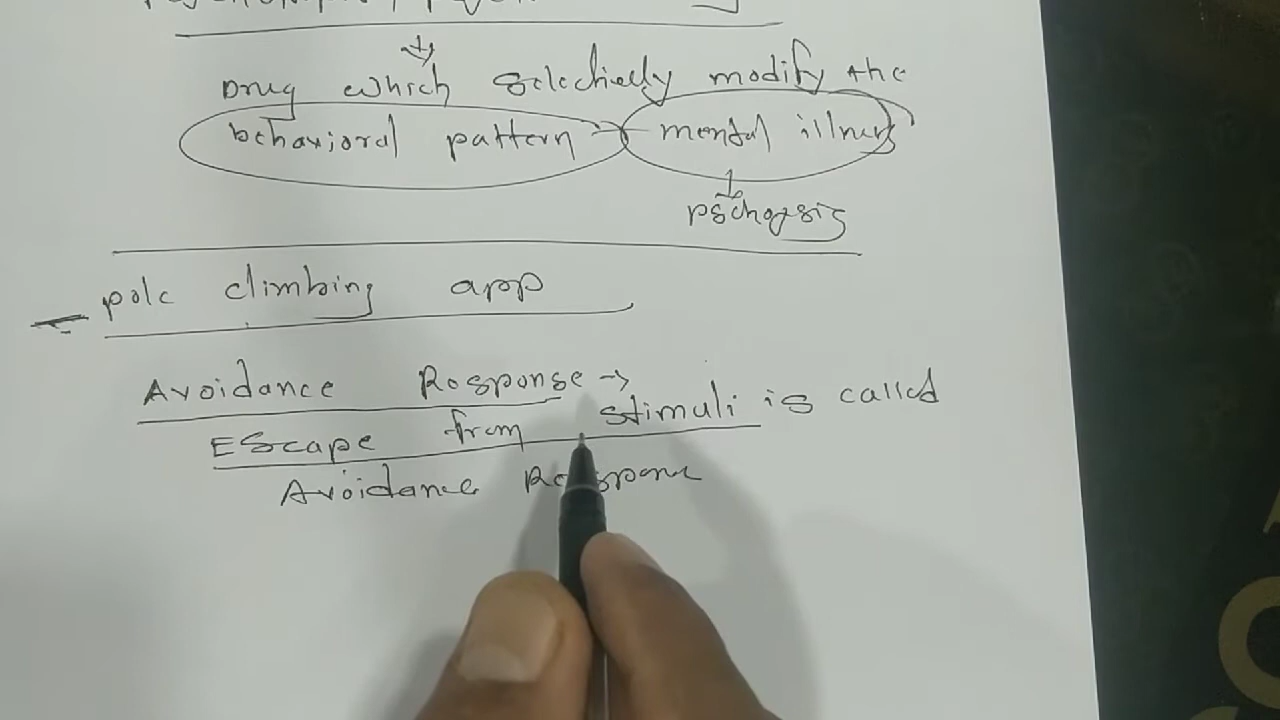 Drug which selectively modify the
behavioral pattern mental illness
pschosis
pole climbing app
Avoidance Response →
Escape from stimuli is called
Avoidance Response